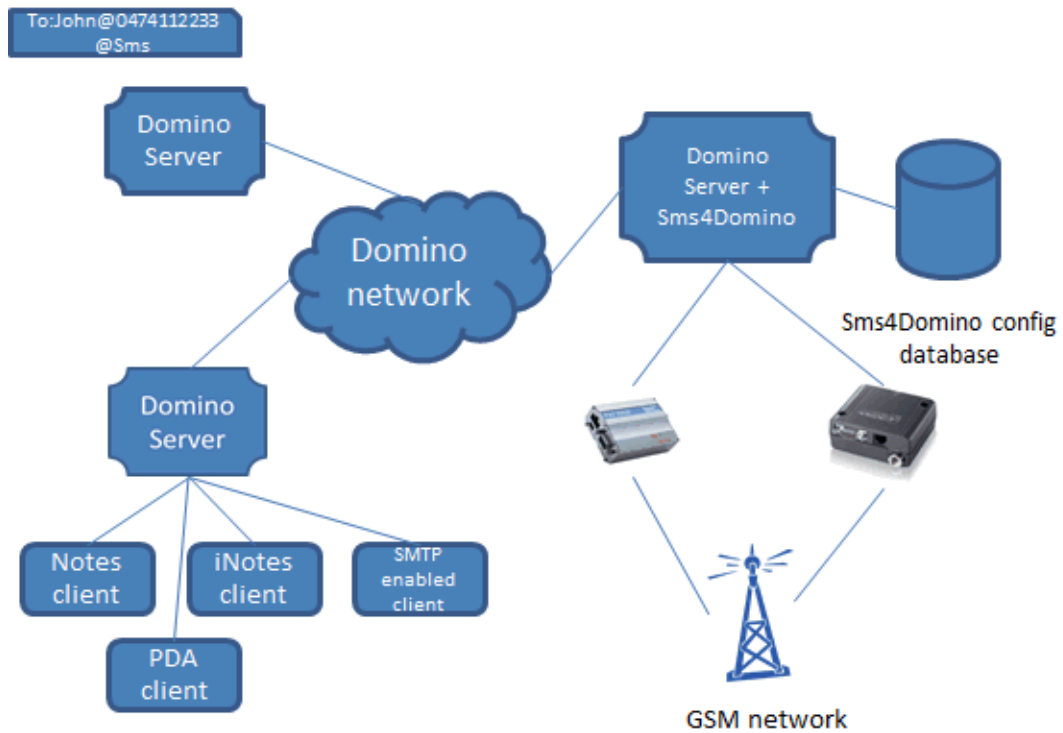 To:John@0474112233
@Sms
Domino
Server
Domino
Server +
Sms4Domino
Domino
network
Sms4Domino config
database
Domino
Server
Notes
client
iNotes
client
SMTP
enabled
client
PDA
client
GSM network